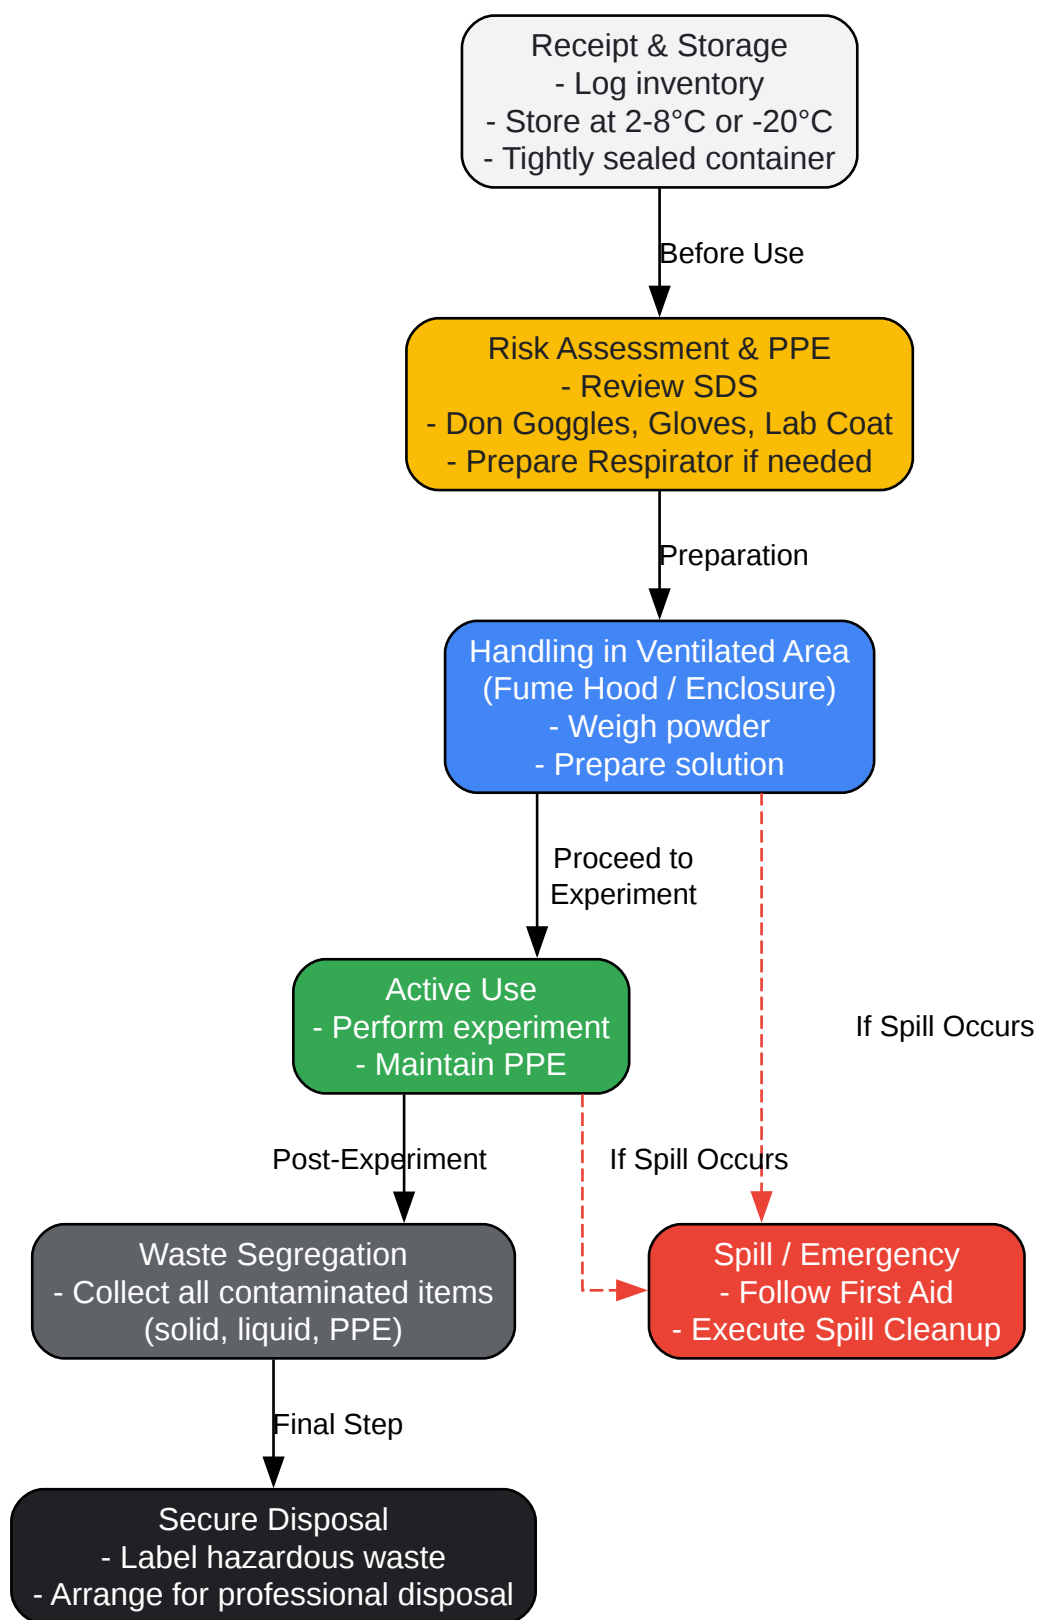 Receipt & Storage
- Log inventory
- Store at 2-8°C or -20°C
- Tightly sealed container
Before Use
Risk Assessment & PPE
- Review SDS
- Don Goggles, Gloves, Lab Coat
- Prepare Respirator if needed
Preparation
Handling in Ventilated Area
(Fume Hood / Enclosure)
- Weigh powder
- Prepare solution
Proceed to
Experiment
Active Use
- Perform experiment
- Maintain PPE
If Spill Occurs
Post-Experiment
If Spill Occurs
Waste Segregation
- Collect all contaminated items
(solid, liquid, PPE)
Spill / Emergency
- Follow First Aid
- Execute Spill Cleanup
Final Step
Secure Disposal
- Label hazardous waste
- Arrange for professional disposal